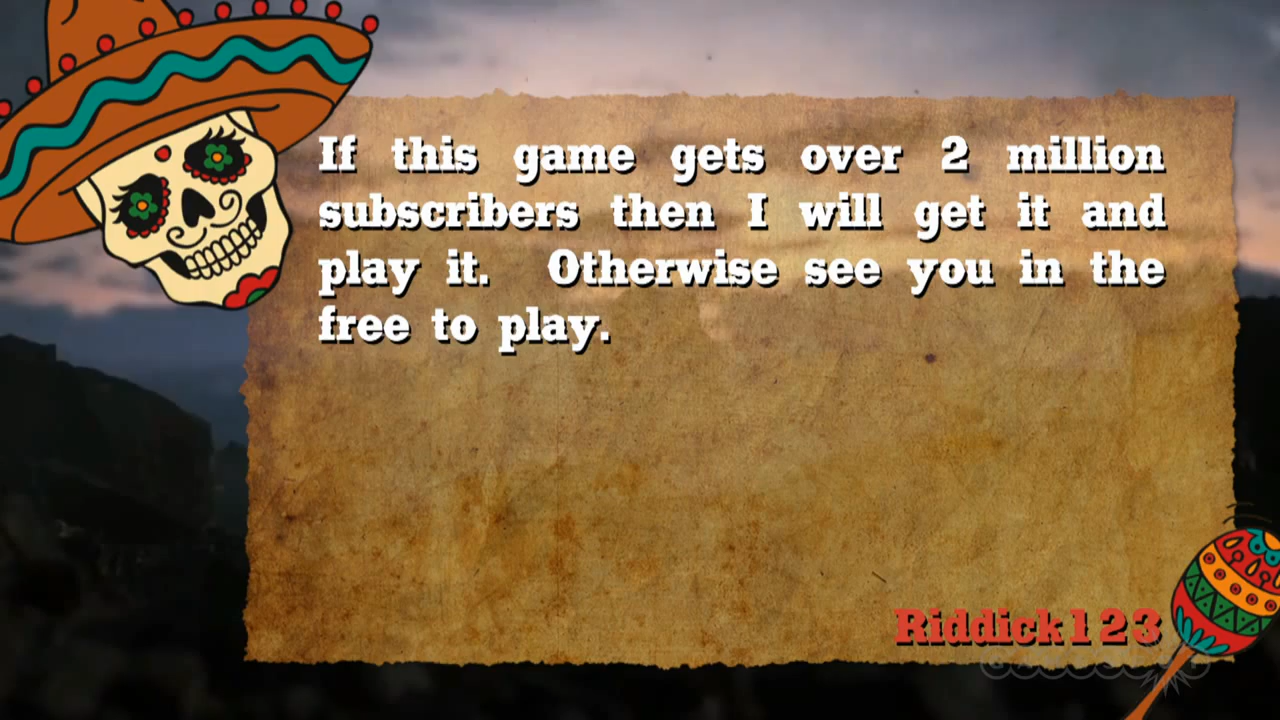 If this game gets over 2 million
subscribers then I will get it and
play it.  Otherwise see you in the
free to play.
Riddick123